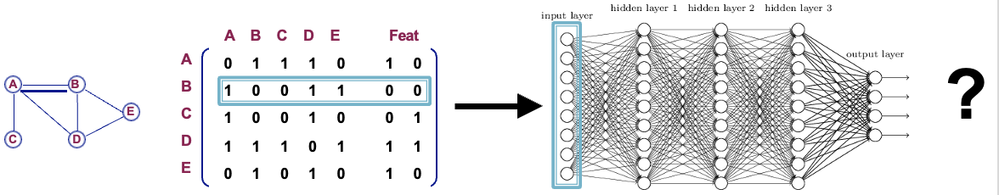 A B C D E Feat
A 0 1 1 1 0 1 0
B 1 0 0 1 1 0 0
C 1 0 0 1 0 0 1
D 1 1 1 0 1 1 1
E 0 1 0 1 0 1 0
A B
E
C D
input layer
hidden layer 1 hidden layer 2 hidden layer 3
output layer
?